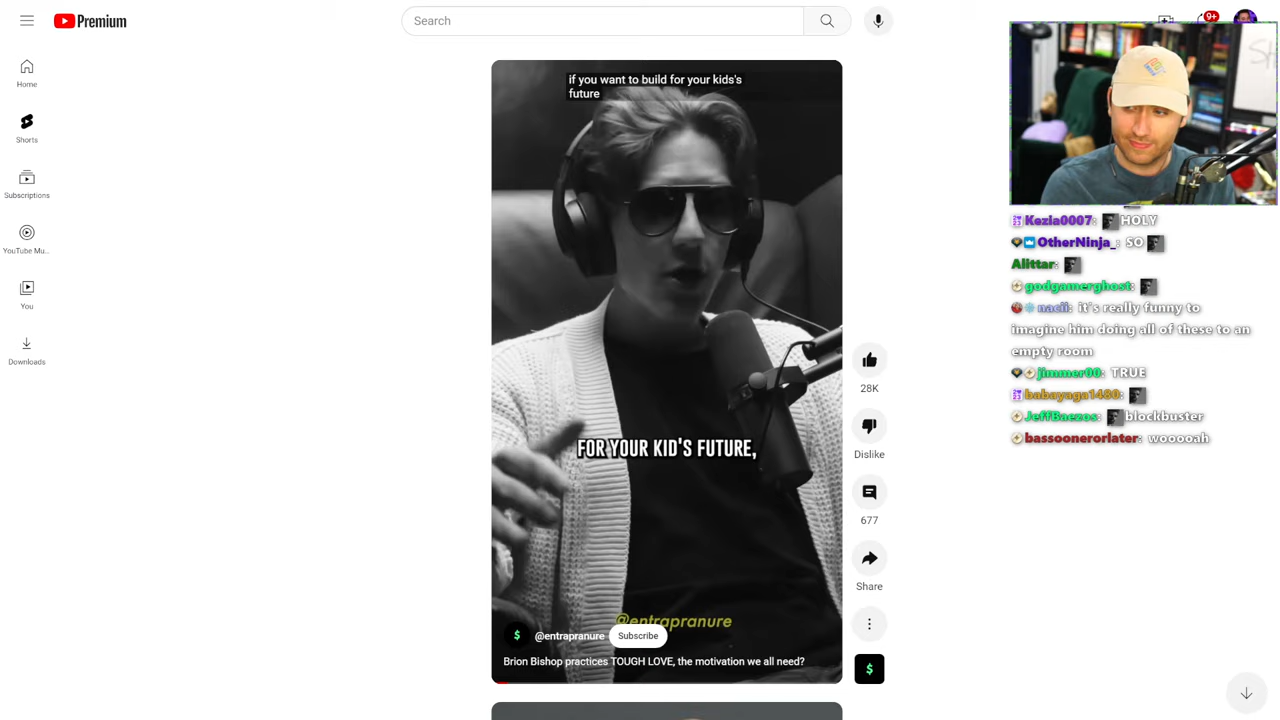 Premium
Search
9+
Home
Shorts
Subscriptions
YouTube Mu...
You
Downloads
if you want to build for your kids's
future
FOR YOUR KID'S FUTURE,
@entrapranure
@entrapranure Subscribe
Brion Bishop practices TOUGH LOVE, the motivation we all need?
28K
Dislike
677
Share
Kezia0007: HOLY
OtherNinja_: SO
Alittar:
godgamerghost:
nacii: it's really funny to
imagine him doing all of these to an
empty room
jimmer00: TRUE
babayaga1480:
JeffBaezos: blockbuster
bassoonerorlater: wooooah